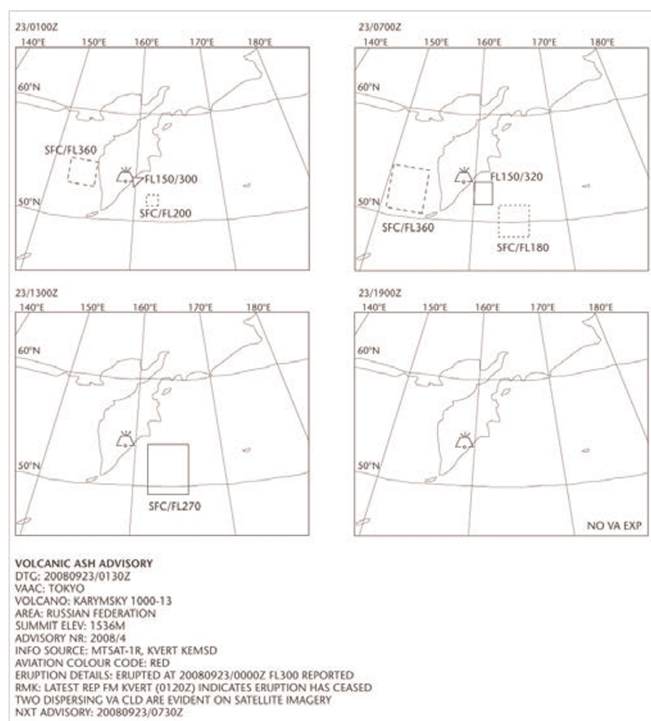 23/0100Z
140°E 150°E 160°E 170°E 180°E
60°N
SFC/FL360
FL150/300
50°N
SFC/FL200
23/0700Z
140°E 150°E 160°E 170°E 180°E
60°N
FL150/320
50°N
SFC/FL360
SFC/FL180
23/1300Z
140°E 150°E 160°E 170°E 180°E
60°N
50°N
SFC/FL270
23/1900Z
140°E 150°E 160°E 170°E 180°E
60°N
50°N
NO VA EXP
VOLCANIC ASH ADVISORY
DTG: 20080923/0130Z
VAAC: TOKYO
VOLCANO: KARYMSKY 1000-13
AREA: RUSSIAN FEDERATION
SUMMIT ELEV: 1536M
ADVISORY NR: 2008/4
INFO SOURCE: MTSAT-1R, KVERT KEMSD
AVIATION COLOUR CODE: RED
ERUPTION DETAILS: ERUPTED AT 20080923/0000Z FL300 REPORTED
RMK: LATEST REP FM KVERT (0120Z) INDICATES ERUPTION HAS CEASED
TWO DISPERSING VA CLD ARE EVIDENT ON SATELLITE IMAGERY
NXT ADVISORY: 20080923/0730Z